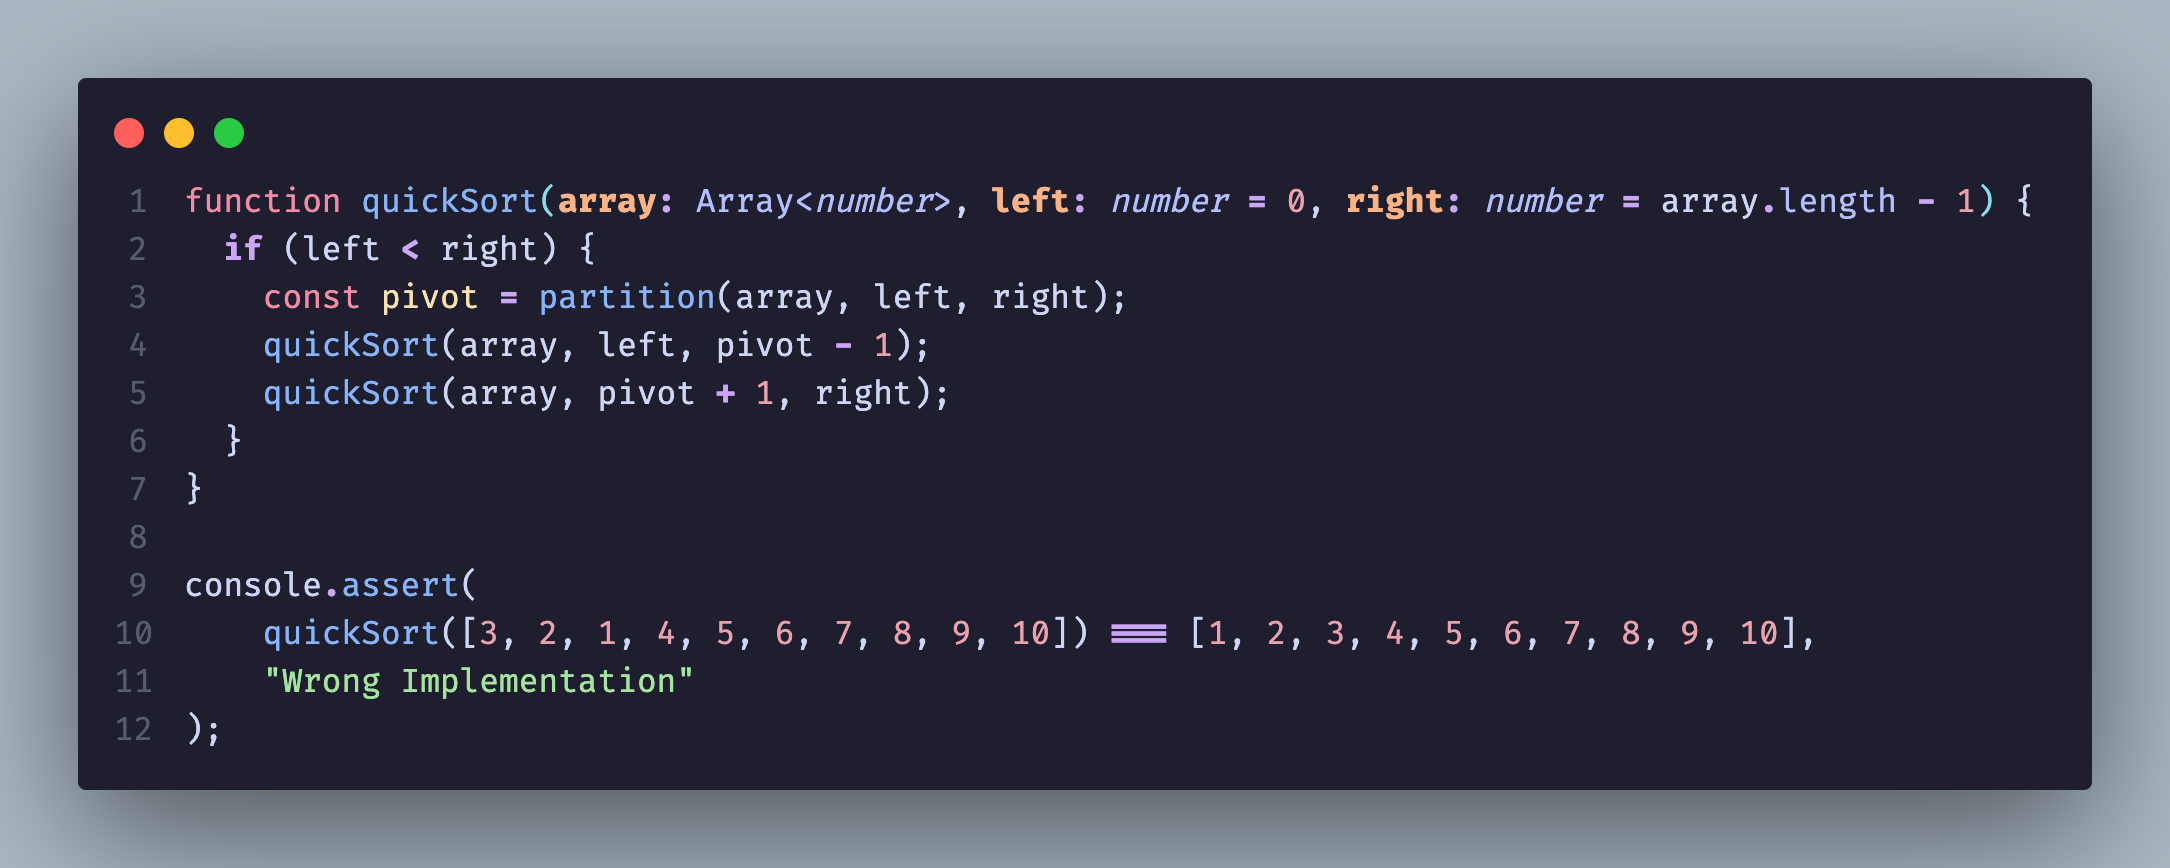 1 function quickSort(array: Array<number>, left: number = 0, right: number = array.length - 1) {
2 if (left < right) {
3 const pivot = partition(array, left, right);
4 quickSort(array, left, pivot - 1);
5 quickSort(array, pivot + 1, right);
6 }
7 }
8
9 console.assert(
10 quickSort([3, 2, 1, 4, 5, 6, 7, 8, 9, 10]) === [1, 2, 3, 4, 5, 6, 7, 8, 9, 10],
11 "Wrong Implementation"
12 );